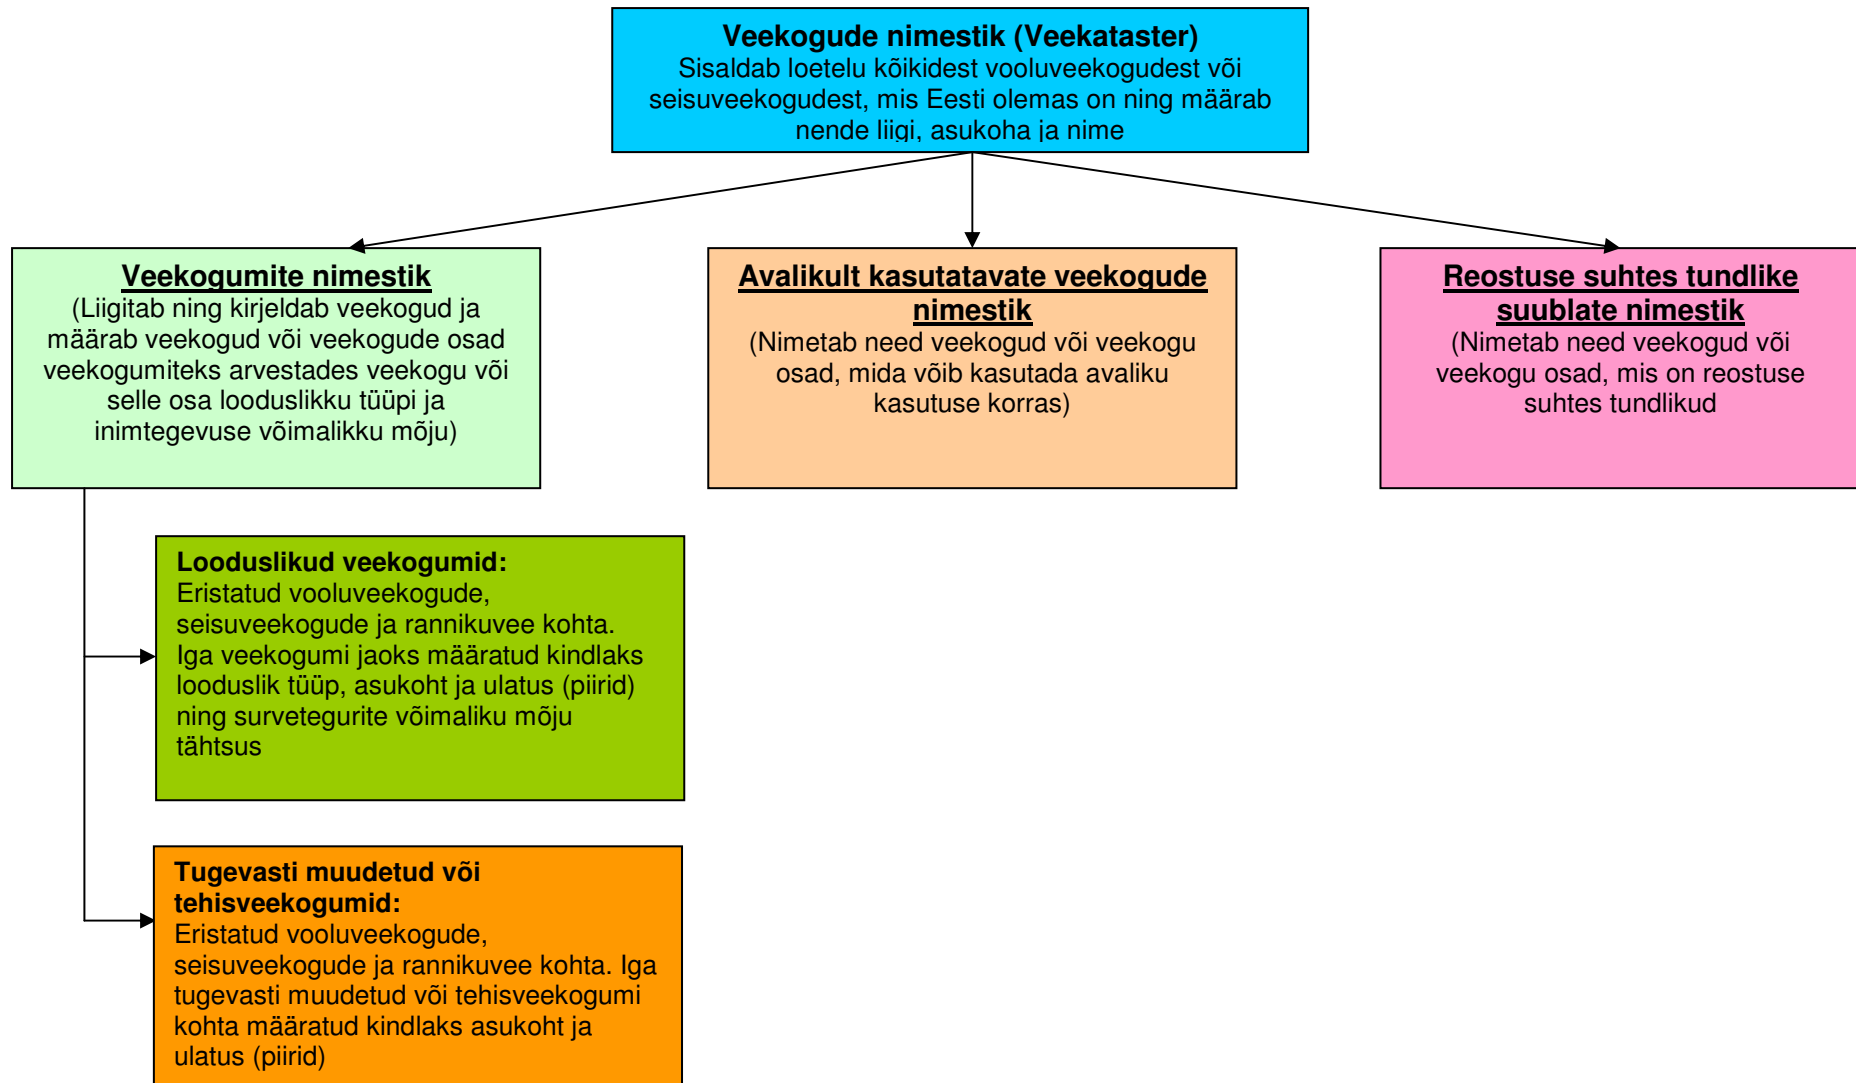 Veekogude nimestik (Veekataster)
Sisaldab loetelu kõikidest vooluveekogudest või
seisuveekogudest, mis Eesti olemas on ning määrab
nende liigi, asukoha ja nime
Veekogumite nimestik
(Liigitab ning kirjeldab veekogud ja
määrab veekogud või veekogude osad
veekogumiteks arvestades veekogu või
selle osa looduslikku tüüpi ja
inimtegevuse võimalikku mõju)
Avalikult kasutatavate veekogude
nimestik
(Nimetab need veekogud või veekogu
osad, mida võib kasutada avaliku
kasutuse korras)
Reostuse suhtes tundlike
suublate nimestik
(Nimetab need veekogud või
veekogu osad, mis on reostuse
suhtes tundlikud
Looduslikud veekogumid:
Eristatud vooluveekogude,
seisuveekogude ja rannikuvee kohta.
Iga veekogumi jaoks määratud kindlaks
looduslik tüüp, asukoht ja ulatus (piirid)
ning survetegurite võimaliku mõju
tähtsus
Tugevasti muudetud või
tehisveekogumid:
Eristatud vooluveekogude,
seisuveekogude ja rannikuvee kohta. Iga
tugevasti muudetud või tehisveekogumi
kohta määratud kindlaks asukoht ja
ulatus (piirid)